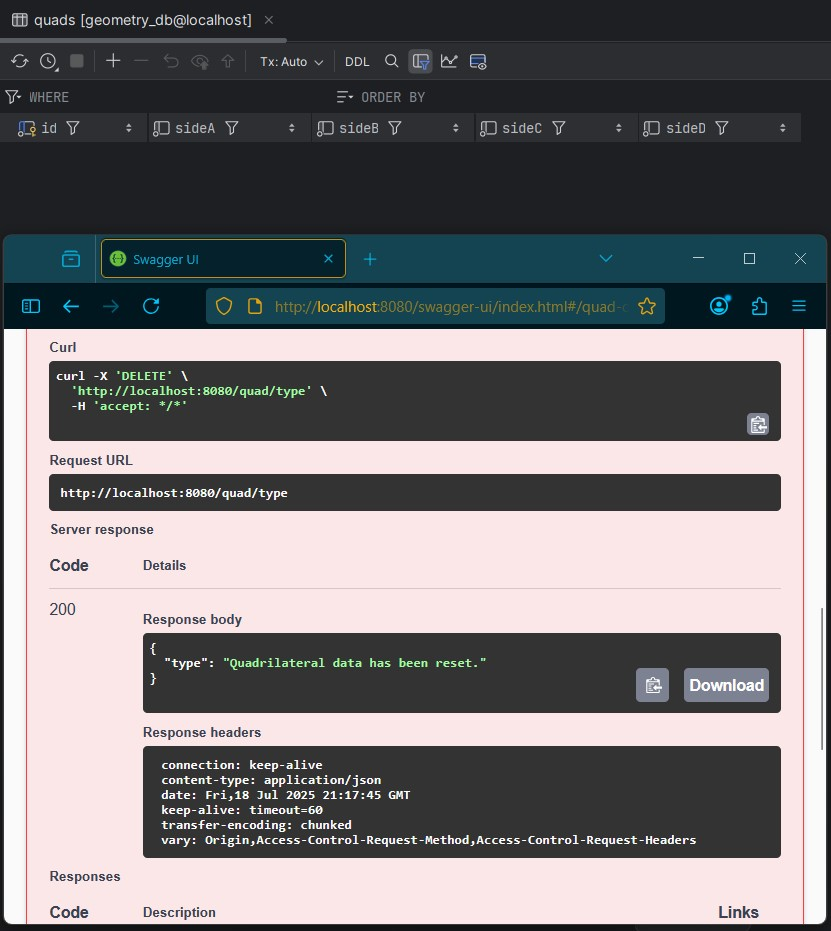 quads [geometry_db@localhost]
Tx: Auto DDL
WHERE ORDER BY
id sideA sideB sideC sideD
Swagger UI
http://localhost:8080/swagger-ui/index.html#/quad-
Curl
curl -X 'DELETE' \
'http://localhost:8080/quad/type' \
-H 'accept: */*'
Request URL
http://localhost:8080/quad/type
Server response
Code Details
200
Response body
{
"type": "Quadrilateral data has been reset."
}
Download
Response headers
connection: keep-alive
content-type: application/json
date: Fri,18 Jul 2025 21:17:45 GMT
keep-alive: timeout=60
transfer-encoding: chunked
vary: Origin,Access-Control-Request-Method,Access-Control-Request-Headers
Responses
Code Description Links